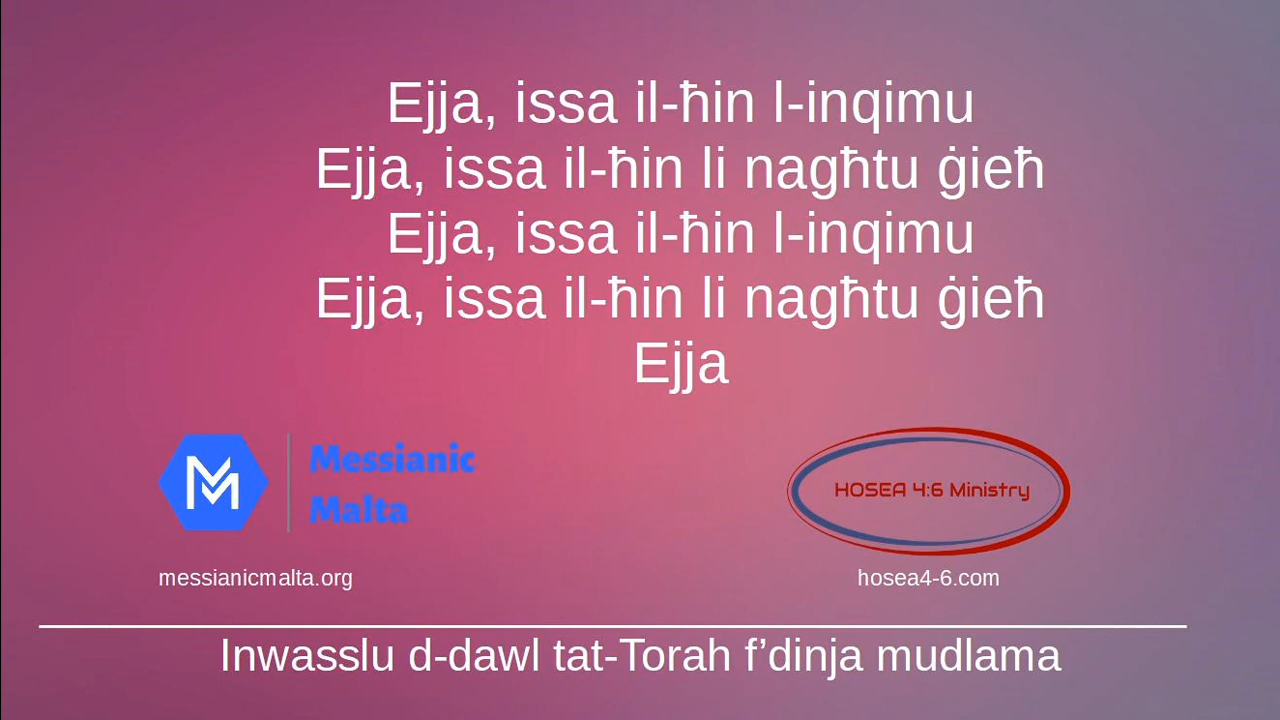 Ejja, issa il-ħin l-inqimu
Ejja, issa il-ħin li nagħtu ġieħ
Ejja, issa il-ħin l-inqimu
Ejja, issa il-ħin li nagħtu ġieħ
Ejja
Messianic
Malta
messianicmalta.org
HOSEA 4:6 Ministry
hosea4-6.com
Inwasslu d-dawl tat-Torah f’dinja mudlama